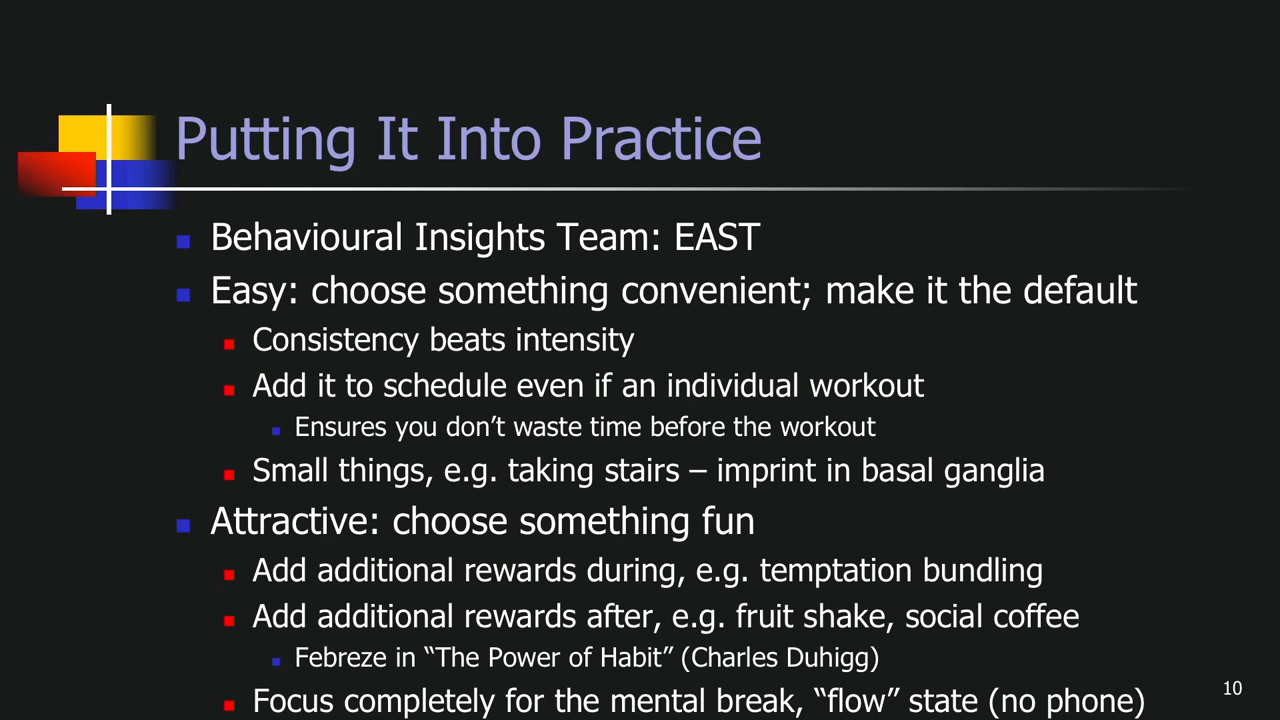 Putting It Into Practice
Behavioural Insights Team: EAST
Easy: choose something convenient; make it the default
Consistency beats intensity
Add it to schedule even if an individual workout
Ensures you don’t waste time before the workout
Small things, e.g. taking stairs – imprint in basal ganglia
Attractive: choose something fun
Add additional rewards during, e.g. temptation bundling
Add additional rewards after, e.g. fruit shake, social coffee
Febreze in “The Power of Habit” (Charles Duhigg)
Focus completely for the mental break, “flow” state (no phone)
10